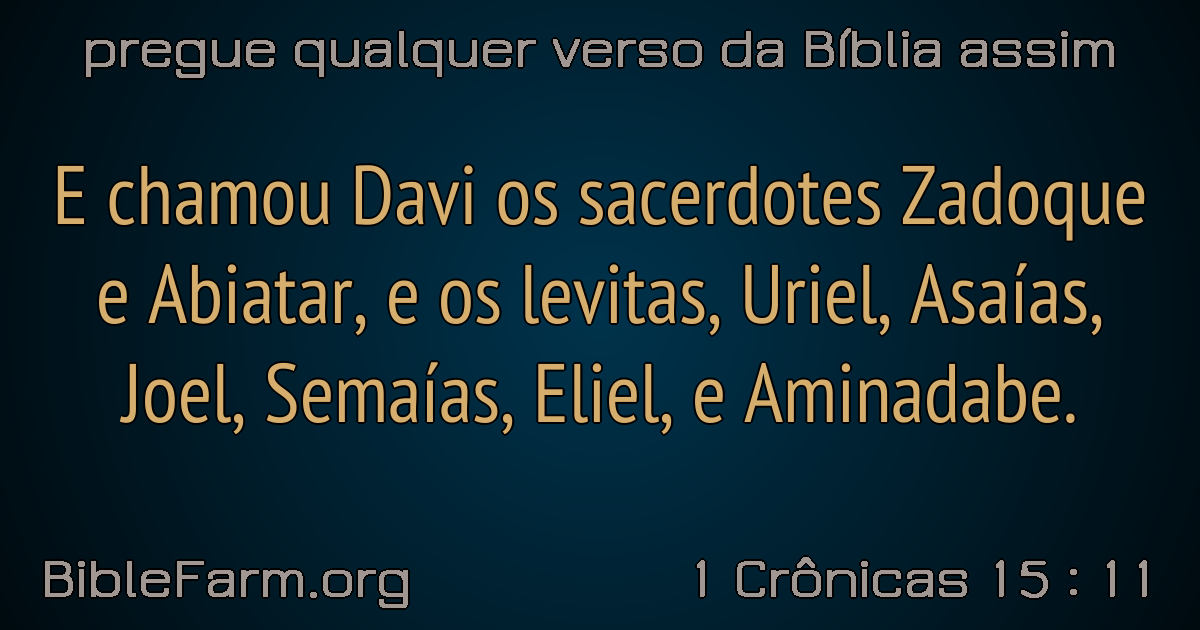 pregue qualquer verso da Bíblia assim
E chamou Davi os sacerdotes Zadoque
e Abiatar, e os levitas, Uriel, Asaías,
Joel, Semaías, Eliel, e Aminadabe.
BibleFarm.org
1 Crônicas 15 : 11